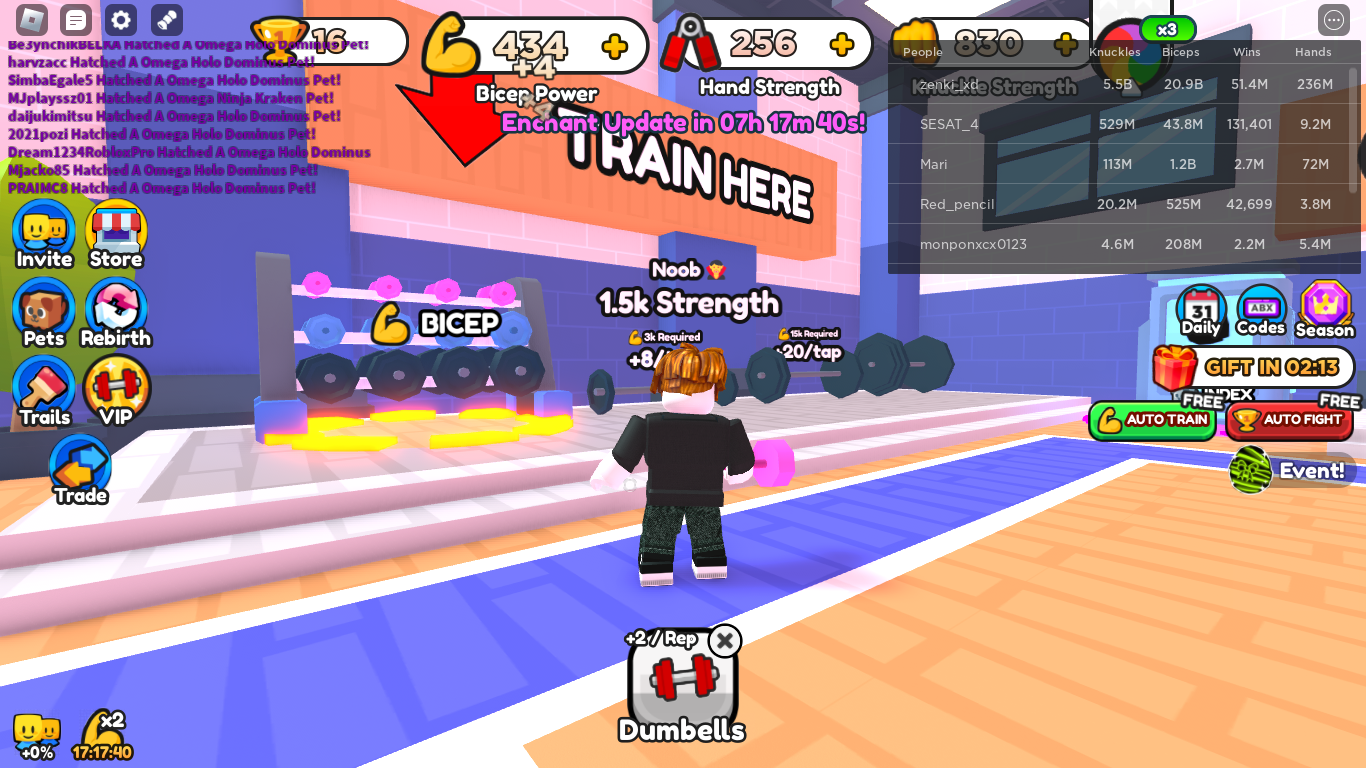 Be3ynchikBELKA Hatched A Omega Holo Dominus Pet!
harvzacc Hatched A Omega Holo Dominus Pet!
SimbaEgale5 Hatched A Omega Holo Dominus Pet!
MJplayssz01 Hatched A Omega Ninja Kraken Pet!
daijukimitsu Hatched A Omega Holo Dominus Pet!
2021pozi Hatched A Omega Holo Dominus Pet!
Dream1234RobloxPro Hatched A Omega Holo Dominus
Mjacko85 Hatched A Omega Holo Dominus Pet!
PRAIMC8 Hatched A Omega Holo Dominus Pet!
16
434
+4
Bicep Power
256
Hand Strength
830
Knuckle Strength
x3
Enchant Update in 07h 17m 40s!
TRAIN HERE
People Knuckles Biceps Wins Hands
zenki_xd 5.5B 20.9B 51.4M 236M
SESAT_4 529M 43.8M 131,401 9.2M
Mari 113M 1.2B 2.7M 72M
Red_pencil 20.2M 525M 42,699 3.8M
monponxcx0123 4.6M 208M 2.2M 5.4M
Invite
Store
Pets
Rebirth
Trails
VIP
Trade
BICEP
Noob
1.5k Strength
3k Required
15k Required
+20/tap
31
Daily
ABX
Codes
Season
GIFT IN 02:13
INDEX
FREE
AUTO TRAIN
FREE
AUTO FIGHT
Event!
+2 /Rep
Dumbells
+0%
x2
17:17:40